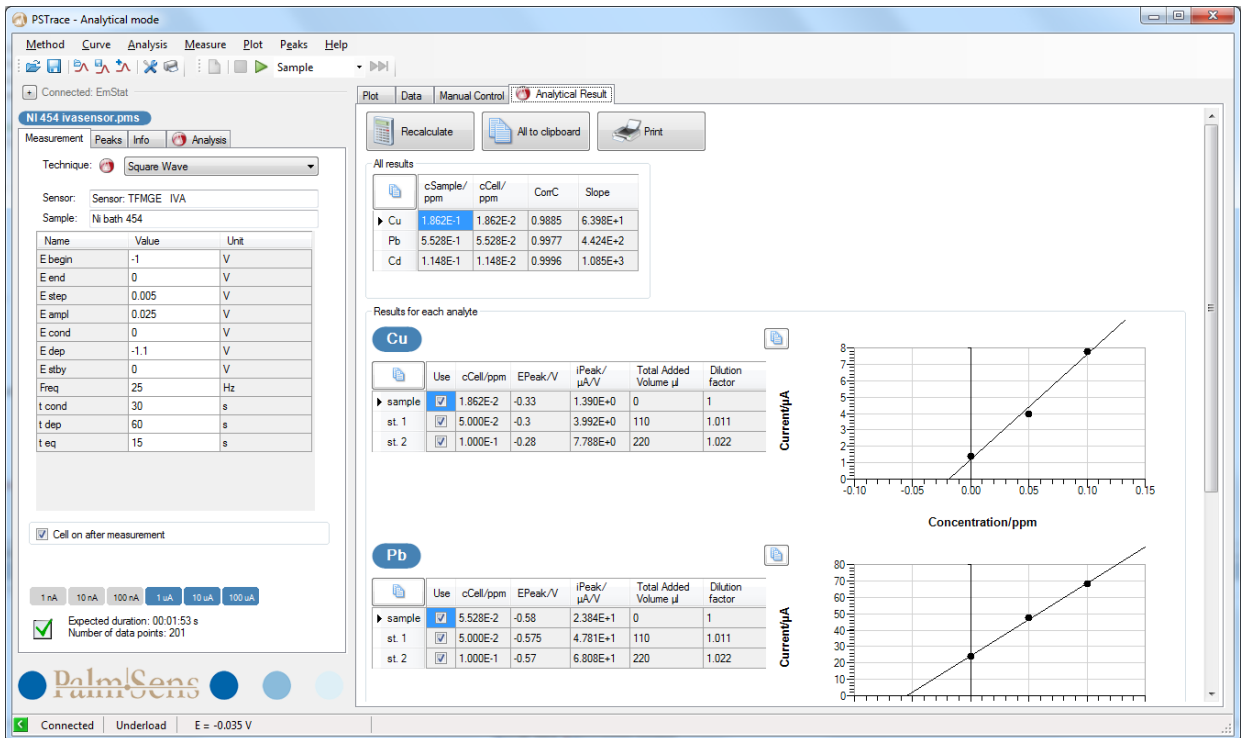 PSTrace - Analytical mode
Method Curve Analysis Measure Plot Peaks Help
Sample
Connected: EmStat
NI 454 ivasensor.pms
Measurement Peaks Info Analysis
Technique: Square Wave
Sensor: Sensor: TFMGE IVA
Sample: Ni bath 454
Name Value Unit
E begin -1 V
E end 0 V
E step 0.005 V
E ampl 0.025 V
E cond 0 V
E dep -1.1 V
E stby 0 V
Freq 25 Hz
t cond 30 s
t dep 60 s
t eq 15 s
Cell on after measurement
1 nA 10 nA 100 nA 1 uA 10 uA 100 uA
Expected duration: 00:01:53 s
Number of data points: 201
PalmSens
Plot Data Manual Control Analytical Result
Recalculate All to clipboard Print
All results
cSample/ppm cCell/ppm CorrC Slope
Cu 1.862E-1 1.862E-2 0.9885 6.398E+1
Pb 5.528E-1 5.528E-2 0.9977 4.424E+2
Cd 1.148E-1 1.148E-2 0.9996 1.085E+3
Results for each analyte
Cu
Use cCell/ppm EPeak/V iPeak/µA/V Total Added Volume µl Dilution factor
sample 1.862E-2 -0.33 1.390E+0 0 1
st. 1 5.000E-2 -0.3 3.992E+0 110 1.011
st. 2 1.000E-1 -0.28 7.788E+0 220 1.022
Current/µA
8
7
6
5
4
3
2
1
0
-0.10 -0.05 0.00 0.05 0.10 0.15
Concentration/ppm
Pb
Use cCell/ppm EPeak/V iPeak/µA/V Total Added Volume µl Dilution factor
sample 5.528E-2 -0.58 2.384E+1 0 1
st. 1 5.000E-2 -0.575 4.781E+1 110 1.011
st. 2 1.000E-1 -0.57 6.808E+1 220 1.022
Current/µA
80
70
60
50
40
30
20
10
0
Connected Underload E = -0.035 V